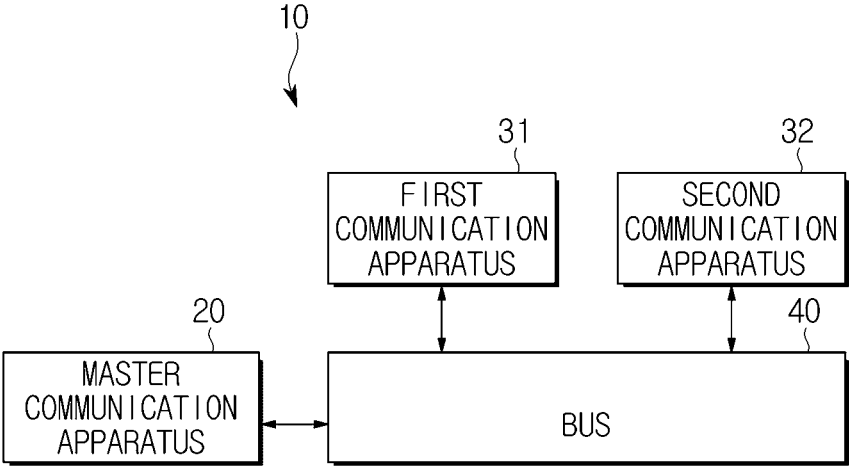 10
31
32
FIRST
COMMUNICATION
APPARATUS
SECOND
COMMUNICATION
APPARATUS
20
40
MASTER
COMMUNICATION
APPARATUS
BUS